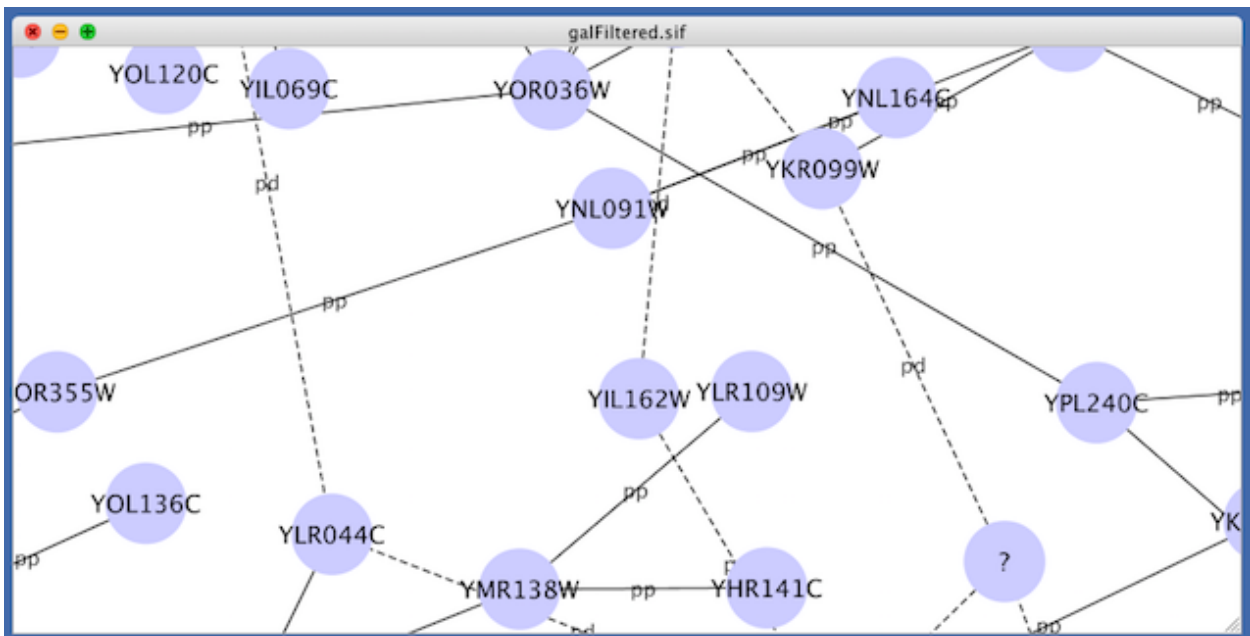 galFiltered.sif
YOL120C
YIL069C
YOR036W
YNL164C
pp
pp
pp
pp
pp
YKR099W
pd
YNL091W
pp
pp
pd
OR355W
YIL162W
YLR109W
YPL240C
pp
YOL136C
pp
YK
YLR044C
pp
?
YMR138W
pp
YHR141C
pd
pp